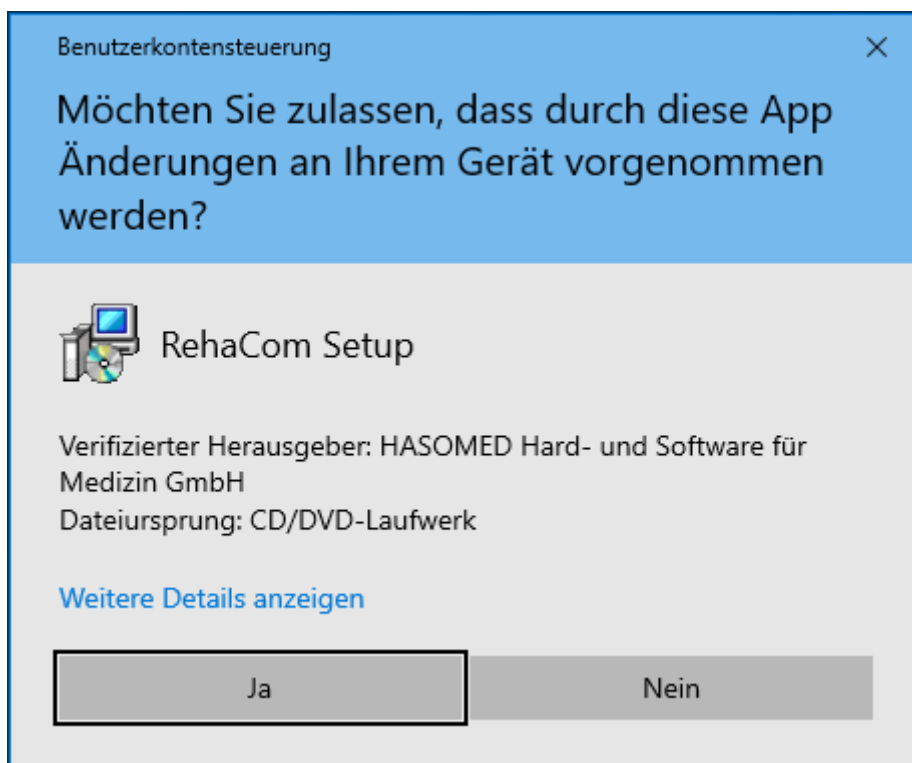 Benutzerkontensteuerung
Möchten Sie zulassen, dass durch diese App
Änderungen an Ihrem Gerät vorgenommen
werden?
RehaCom Setup
Verifizierter Herausgeber: HASOMED Hard- und Software für
Medizin GmbH
Dateiursprung: CD/DVD-Laufwerk
Weitere Details anzeigen
Ja
Nein